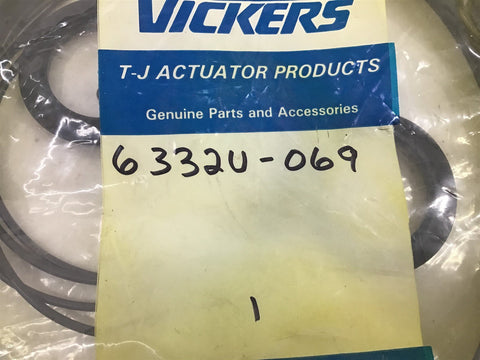 VICKERS
T-J ACTUATOR PRODUCTS
Genuine Parts and Accessories
6332U-069
1